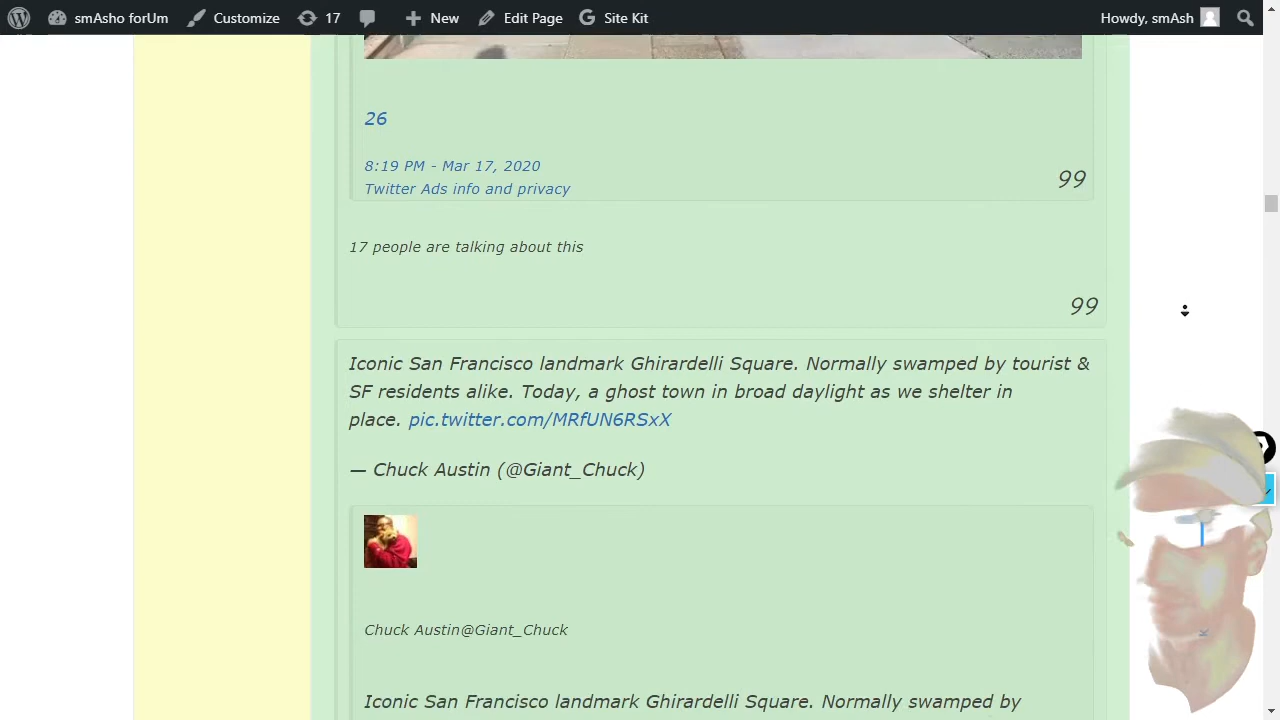 smAsho forUm Customize 17 New Edit Page Site Kit Howdy, smAsh
26
8:19 PM - Mar 17, 2020
Twitter Ads info and privacy
99
17 people are talking about this
99
Iconic San Francisco landmark Ghirardelli Square. Normally swamped by tourist &
SF residents alike. Today, a ghost town in broad daylight as we shelter in
place. pic.twitter.com/MRfUN6RSxX
— Chuck Austin (@Giant_Chuck)
Chuck Austin@Giant_Chuck
Iconic San Francisco landmark Ghirardelli Square. Normally swamped by